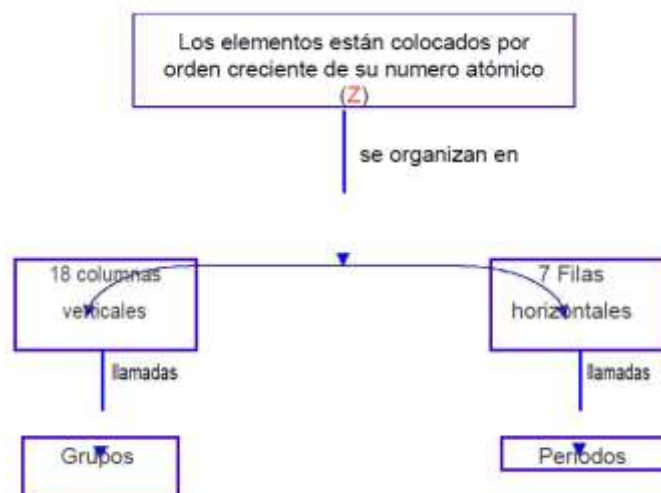 Los elementos están colocados por
orden creciente de su numero atómico
(Z)
se organizan en
18 columnas
verticales
7 Filas
horizontales
llamadas
llamadas
Grupos
Períodos